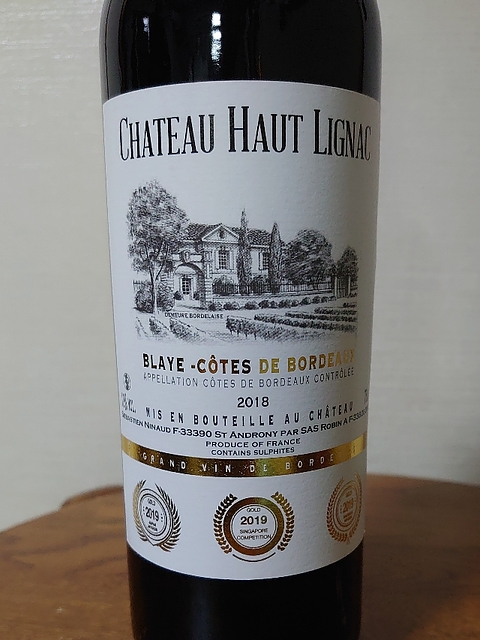 CHATEAU HAUT LIGNAC
DEMEURE BORDELAISE
BLAYE -CÔTES DE BORDEAUX
APPELLATION CÔTES DE BORDEAUX CONTRÔLÉE
2018
MIS EN BOUTEILLE AU CHÂTEAU
NINAUD F-33390 ST ANDRONY PAR SAS ROBIN A
PRODUCE OF FRANCE
CONTAINS SULPHITES
GRAND VIN DE BORDE
2019
GOLD
2019
SINGAPORE
COMPETITION
2019